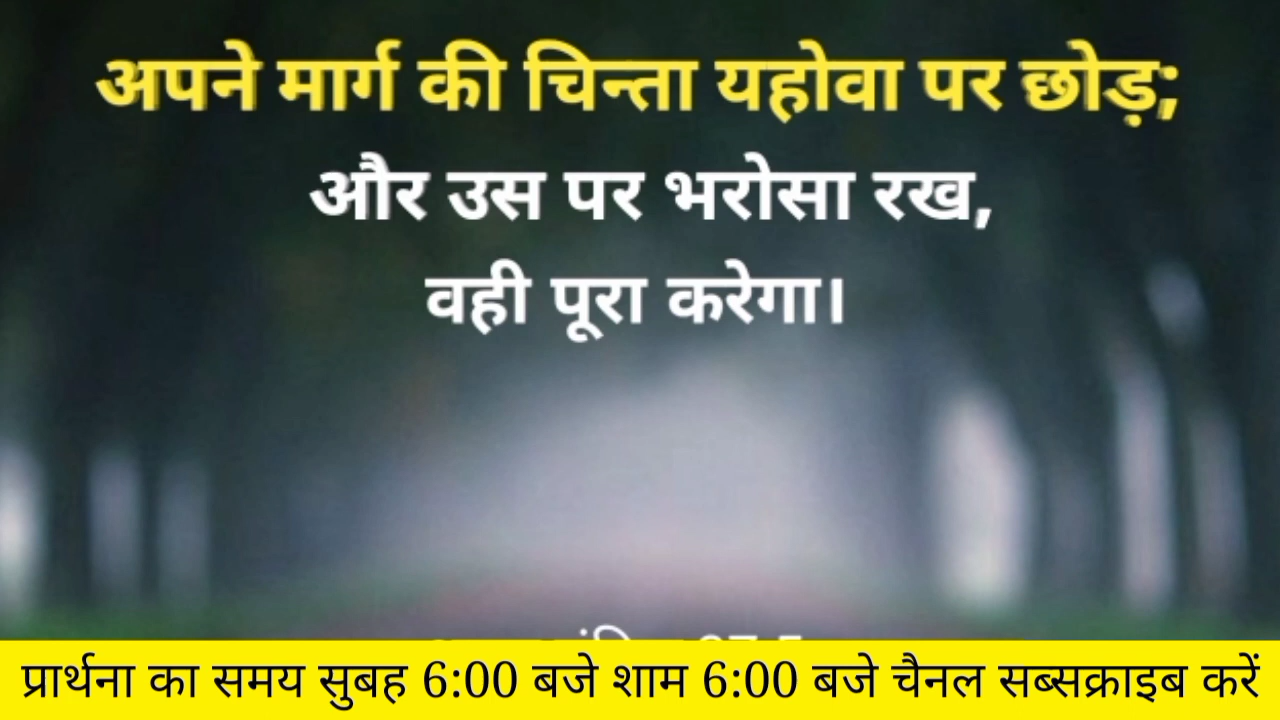 अपने मार्ग की चिन्ता यहोवा पर छोड़;
और उस पर भरोसा रख,
वही पूरा करेगा।
प्रार्थना का समय सुबह 6:00 बजे शाम 6:00 बजे चैनल सब्सक्राइब करें